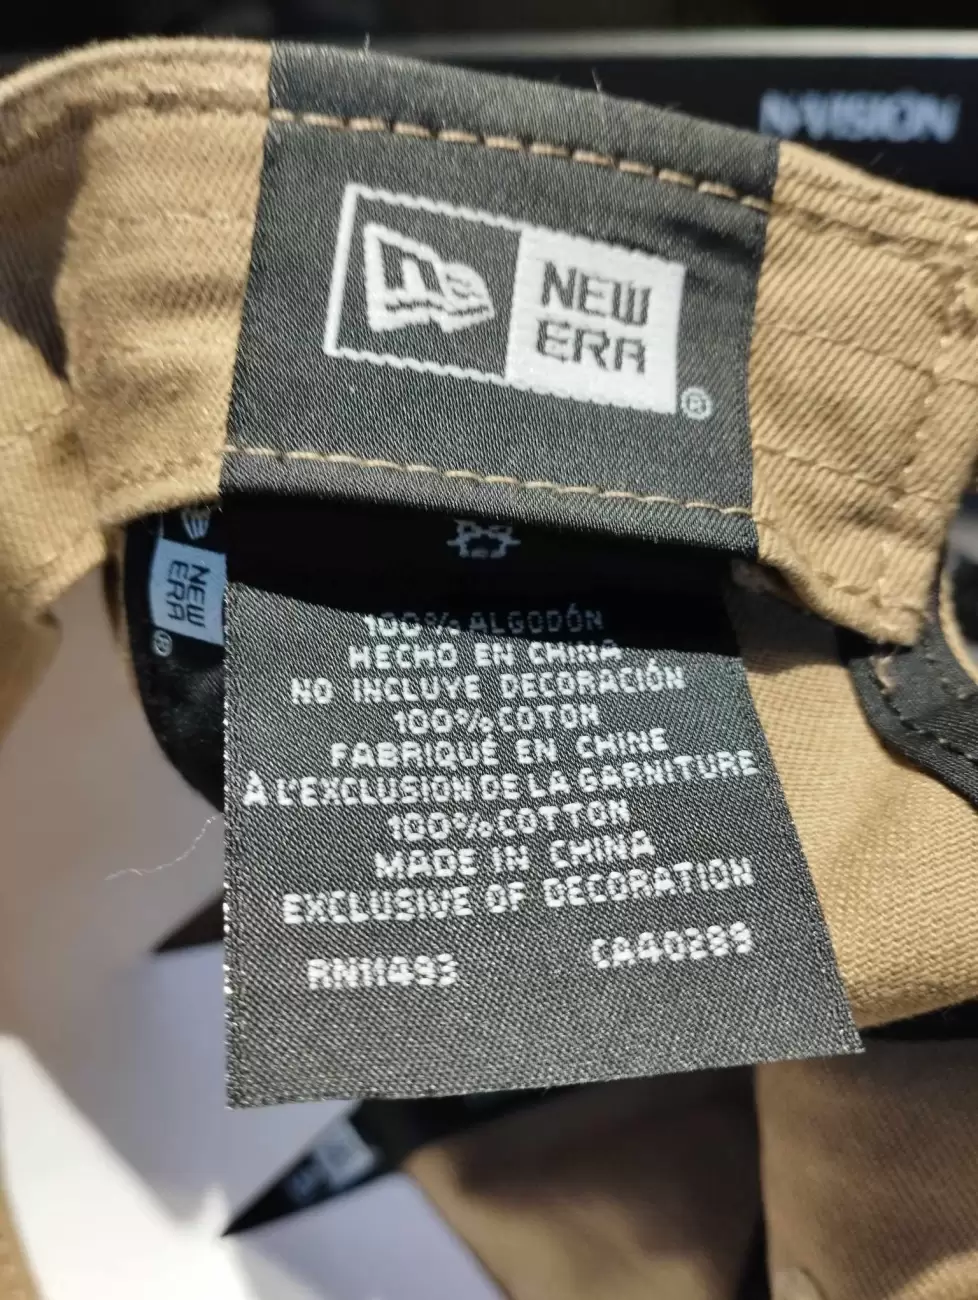 NVISION
NEW
ERA
®
NEW
ERA
®
100% ALGODÓN
HECHO EN CHINA
NO INCLUYE DECORACIÓN
100% COTON
FABRIQUÉ EN CHINE
À L'EXCLUSION DE LA GARNITURE
100% COTTON
MADE IN CHINA
EXCLUSIVE OF DECORATION
RN11493 CA40289